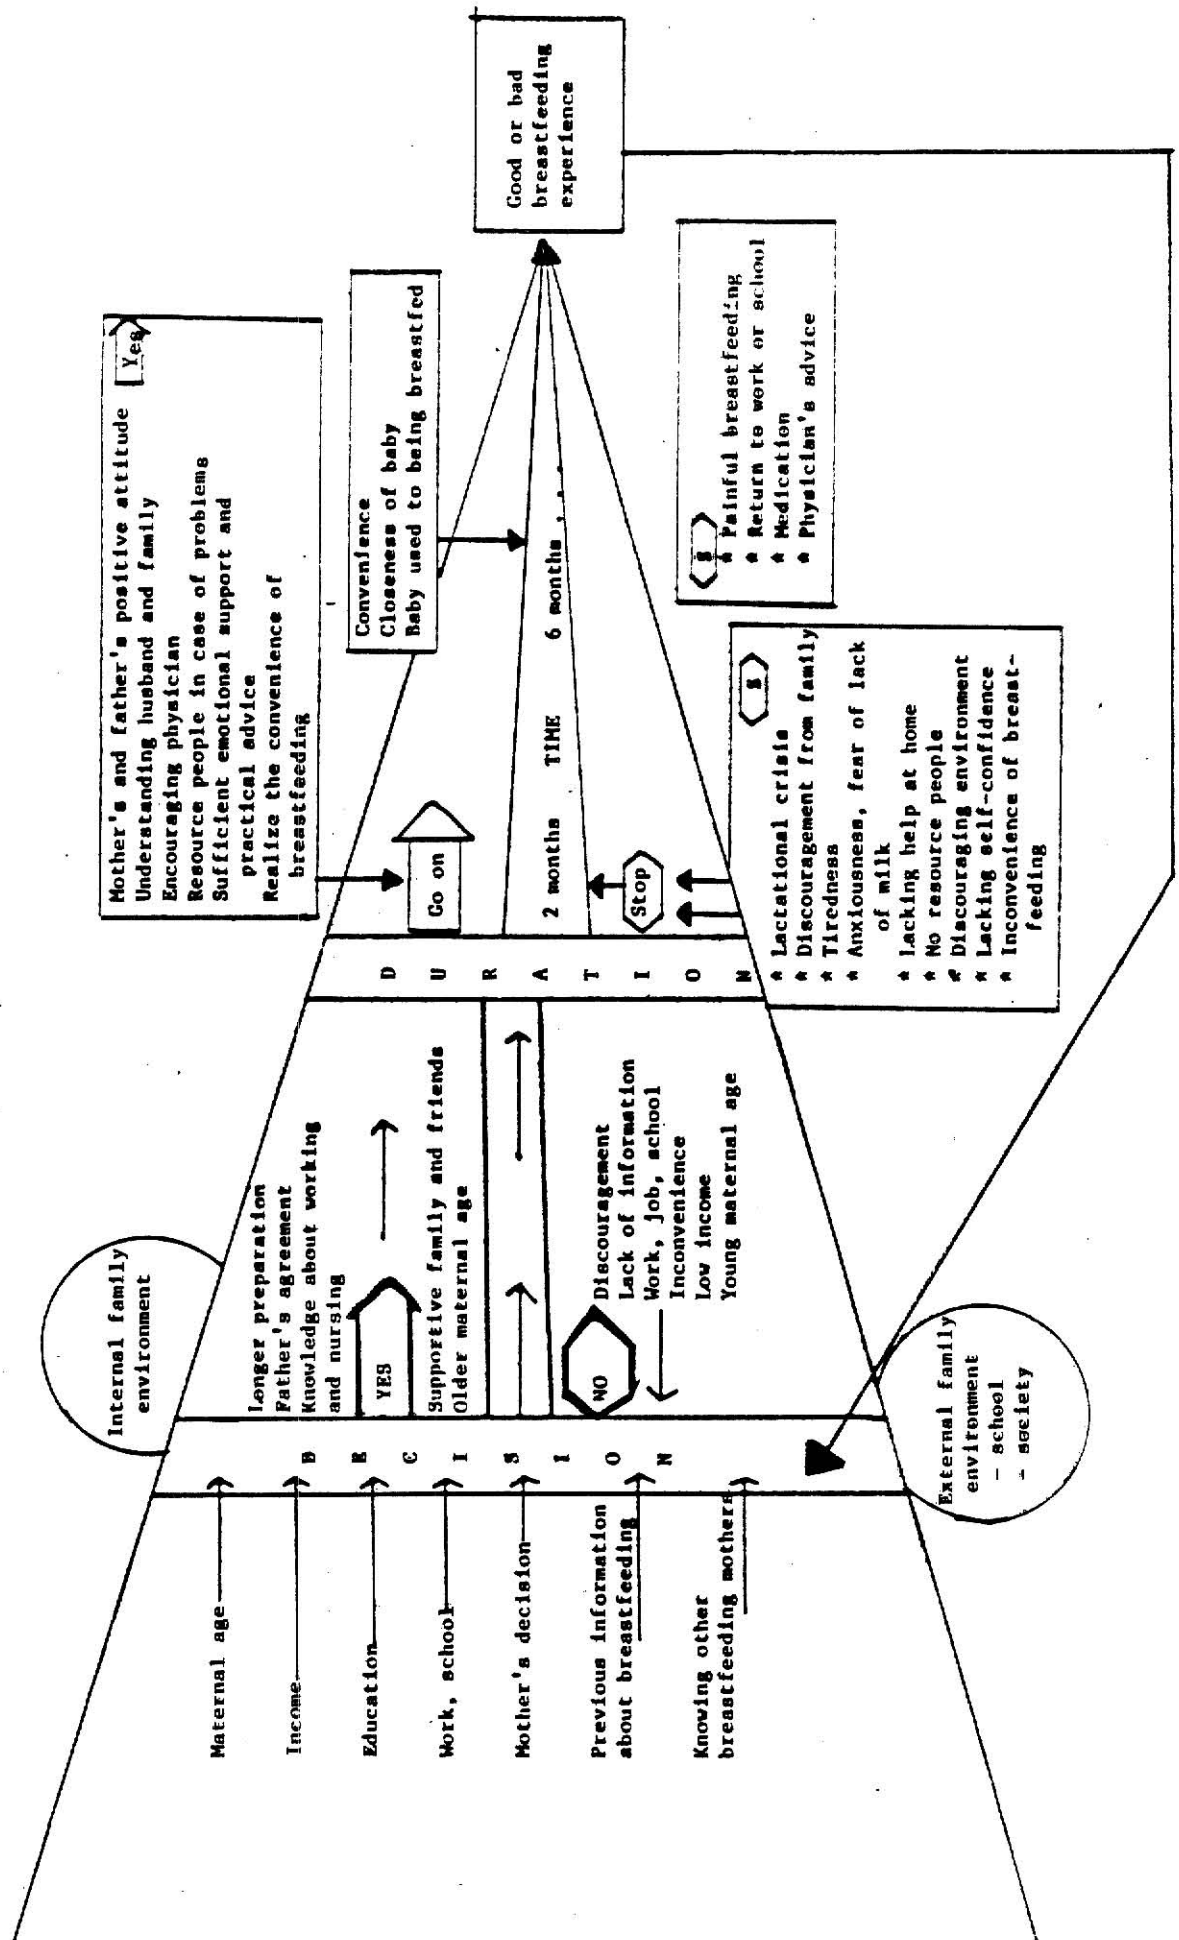 Maternal age
Income
Education
Work, school
Mother's decision
Previous information
about breastfeeding
Knowing other
breastfeeding mothers
DECISION
Internal family
environment
External family
environment
- school
- society
Longer preparation
Father's agreement
Knowledge about working
and nursing
YES
Supportive family and friends
Older maternal age
NO
Discouragement
Lack of information
Work, job, school
Inconvenience
Low income
Young maternal age
DURATION
Mother's and father's positive attitude
Yes
Understanding husband and family
Encouraging physician
Resource people in case of problems
Sufficient emotional support and
practical advice
Realize the convenience of
breastfeeding
Go on
2 months TIME 6 months . . .
Stop
Convenience
Closeness of baby
Baby used to being breastfed
* Lactational crisis
* Discouragement from family
* Tiredness
* Anxiousness, fear of lack
of milk
* Lacking help at home
* No resource people
* Discouraging environment
* Lacking self-confidence
* Inconvenience of breast-
feeding
* Painful breastfeeding
* Return to work or school
* Medication
* Physician's advice
Good or bad
breastfeeding
experience